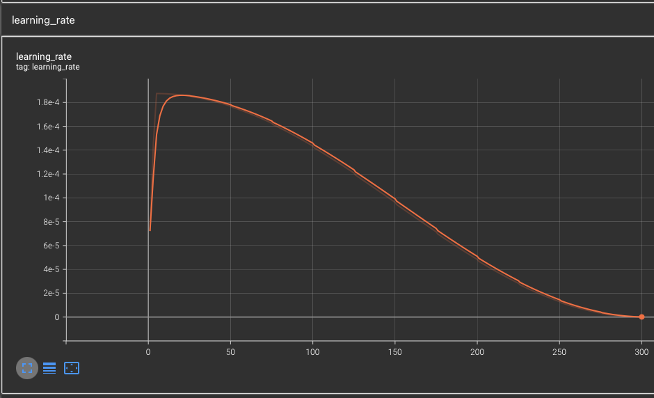 learning_rate
learning_rate
tag: learning_rate
1.8e-4
1.6e-4
1.4e-4
1.2e-4
1e-4
8e-5
6e-5
4e-5
2e-5
0
0 50 100 150 200 250 300